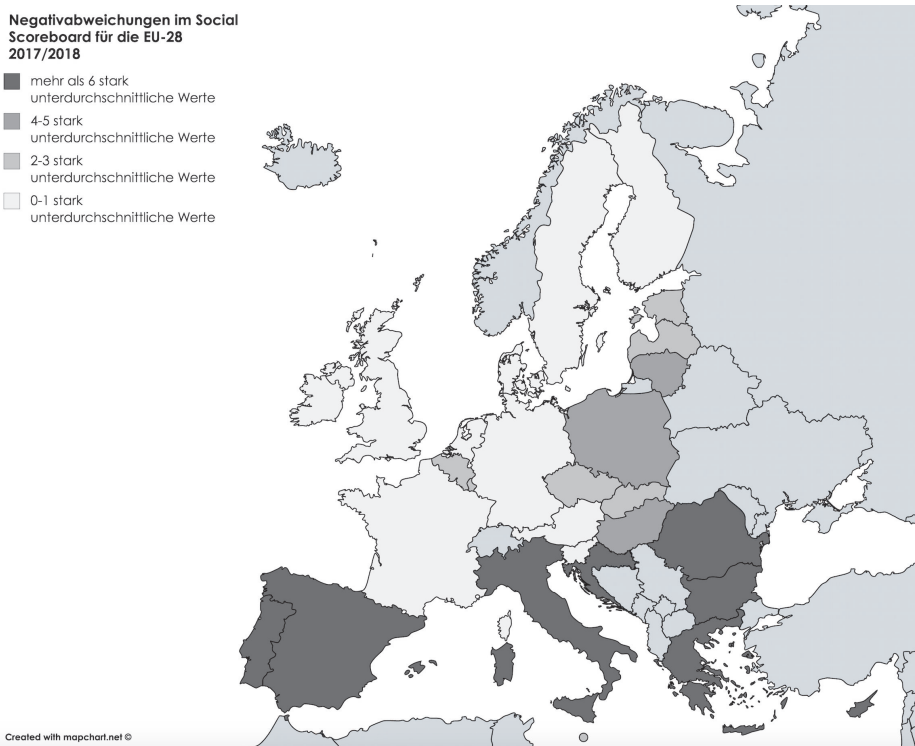 Negativabweichungen im Social
Scoreboard für die EU-28
2017/2018
mehr als 6 stark
unterdurchschnittliche Werte
4-5 stark
unterdurchschnittliche Werte
2-3 stark
unterdurchschnittliche Werte
0-1 stark
unterdurchschnittliche Werte
Created with mapchart.net ©